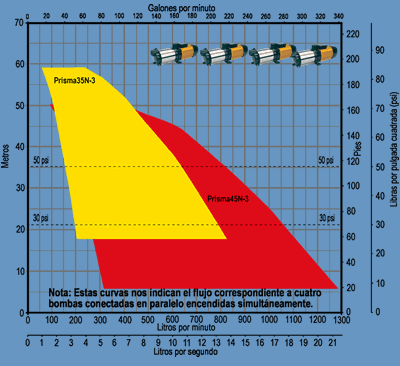 Galones por minuto
0 20 40 60 80 100 120 140 160 180 200 220 240 260 280 300 320 340
Metros
70
60
50
40
30
20
10
0
Prisma35N-3
Prisma45N-3
50 psi
50 psi
30 psi
30 psi
Pies
220
200
180
160
140
120
100
80
60
40
20
0
Libras por pulgada cuadrada (psi)
90
80
70
60
50
40
30
20
10
0
Nota: Estas curvas nos indican el flujo correspondiente a cuatro
bombas conectadas en paralelo encendidas simultáneamente.
0 100 200 300 400 500 600 700 800 900 1000 1100 1200 1300
Litros por minuto
0 1 2 3 4 5 6 7 8 9 10 11 12 13 14 15 16 17 18 19 20 21
Litros por segundo